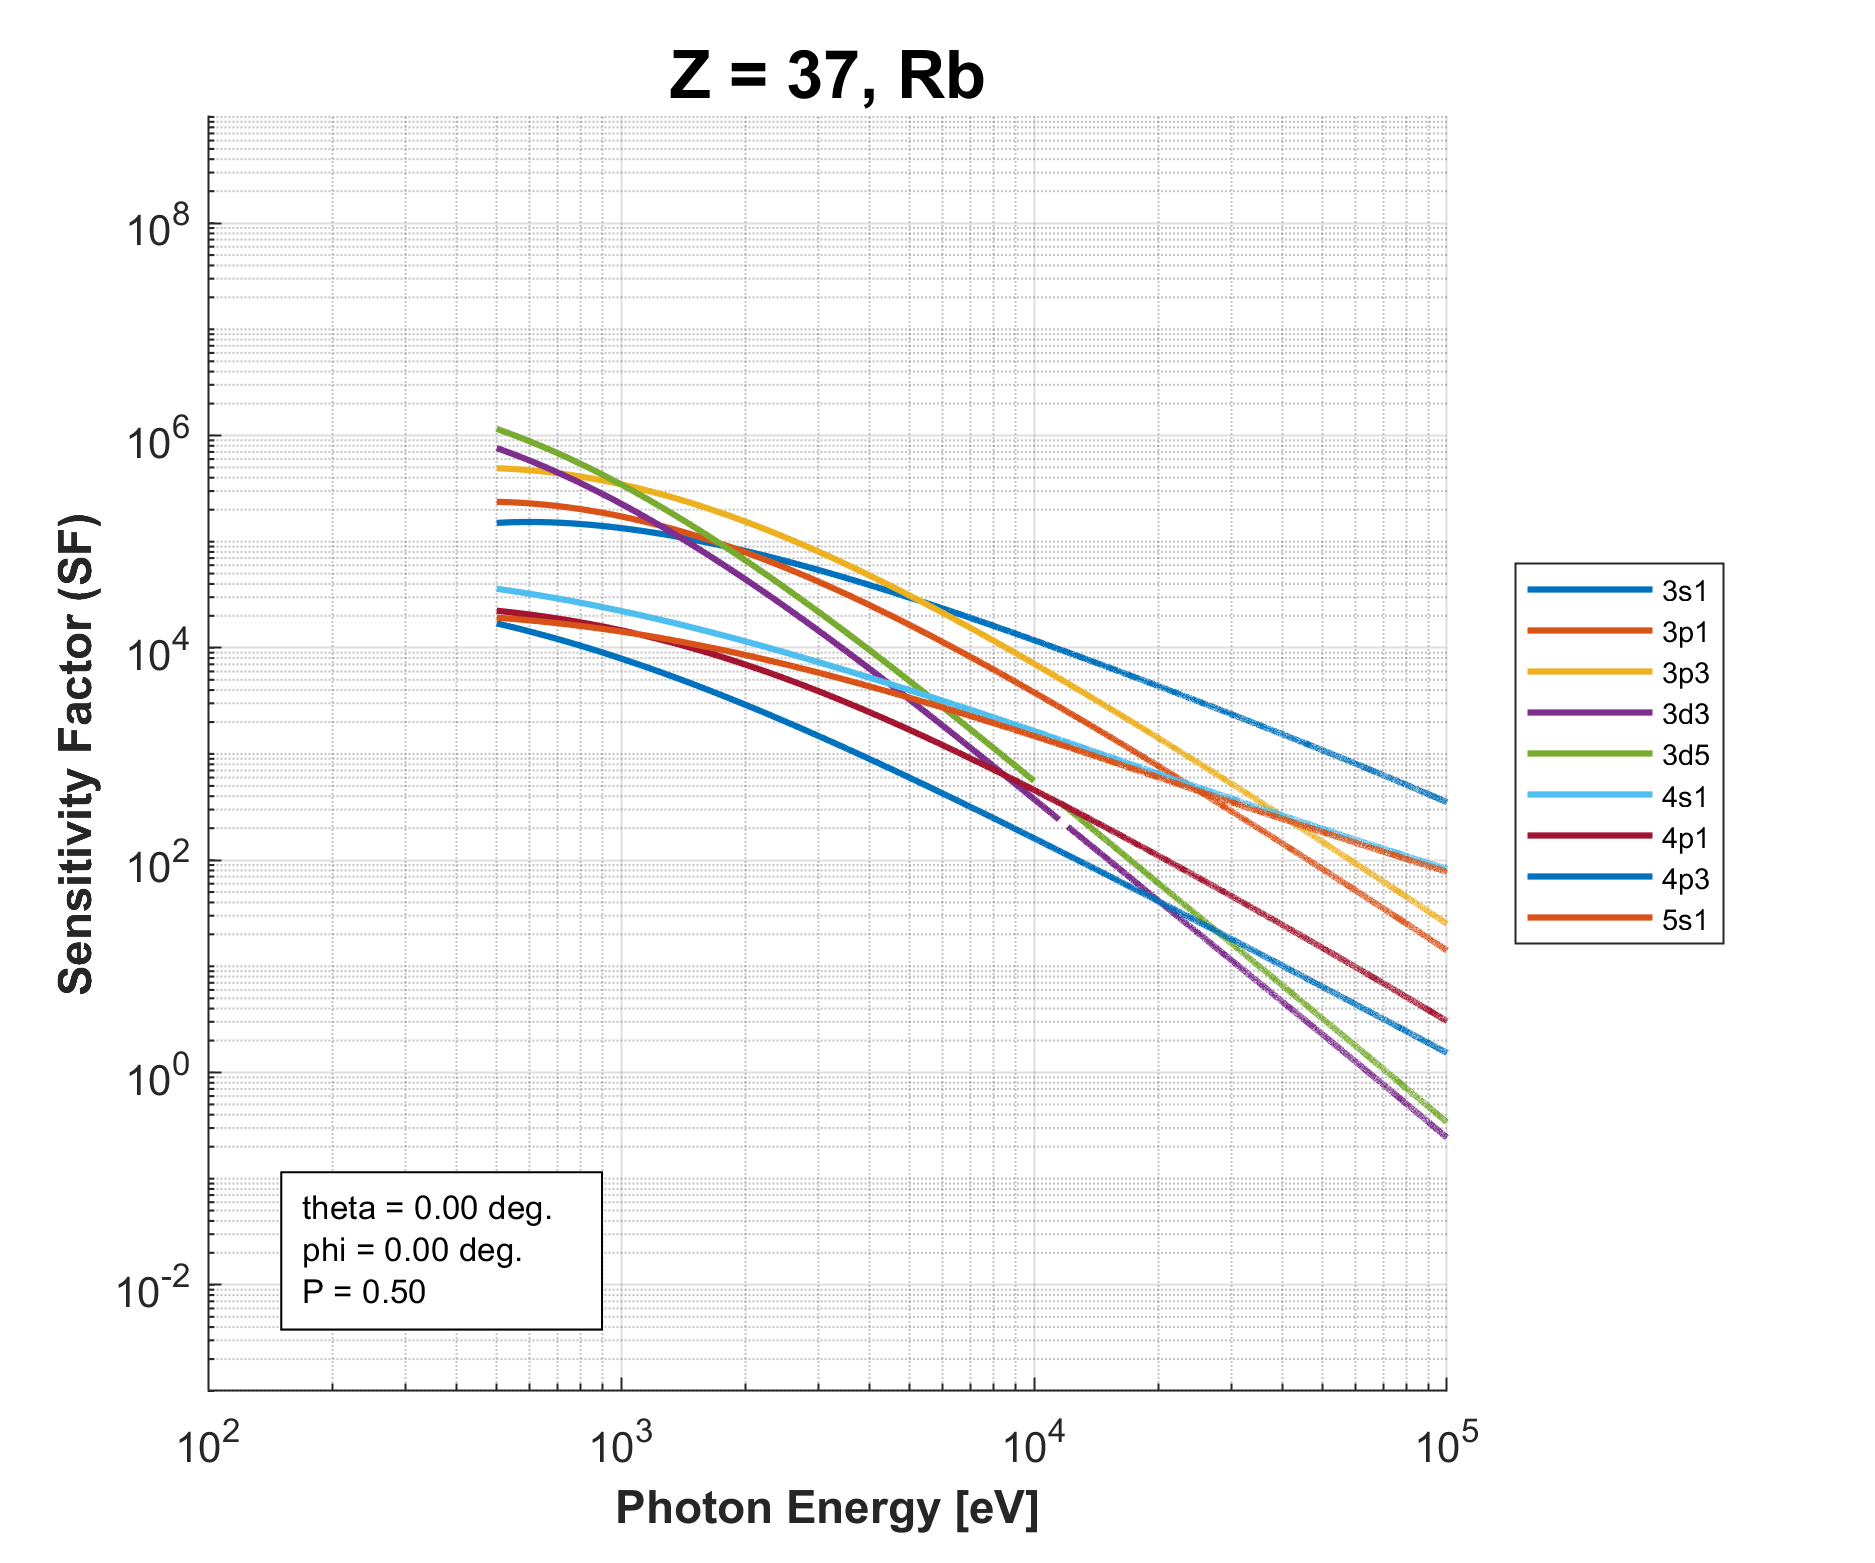 Z = 37, Rb
Sensitivity Factor (SF)
10^8
10^6
10^4
10^2
10^0
10^-2
10^2
10^3
10^4
10^5
Photon Energy [eV]
theta = 0.00 deg.
phi = 0.00 deg.
P = 0.50
3s1
3p1
3p3
3d3
3d5
4s1
4p1
4p3
5s1